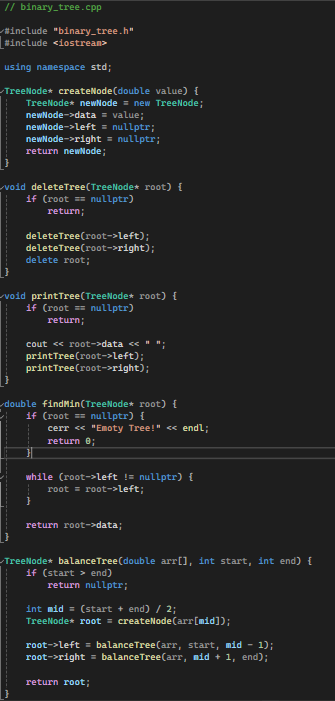 // binary_tree.cpp
#include "binary_tree.h"
#include <iostream>
using namespace std;
TreeNode* createNode(double value) {
    TreeNode* newNode = new TreeNode;
    newNode->data = value;
    newNode->left = nullptr;
    newNode->right = nullptr;
    return newNode;
}
void deleteTree(TreeNode* root) {
    if (root == nullptr)
        return;
    deleteTree(root->left);
    deleteTree(root->right);
    delete root;
}
void printTree(TreeNode* root) {
    if (root == nullptr)
        return;
    cout << root->data << " ";
    printTree(root->left);
    printTree(root->right);
}
double findMin(TreeNode* root) {
    if (root == nullptr) {
        cerr << "Emoty Tree!" << endl;
        return 0;
    }
    while (root->left != nullptr) {
        root = root->left;
    }
    return root->data;
}
TreeNode* balanceTree(double arr[], int start, int end) {
    if (start > end)
        return nullptr;
    int mid = (start + end) / 2;
    TreeNode* root = createNode(arr[mid]);
    root->left = balanceTree(arr, start, mid - 1);
    root->right = balanceTree(arr, mid + 1, end);
    return root;
}